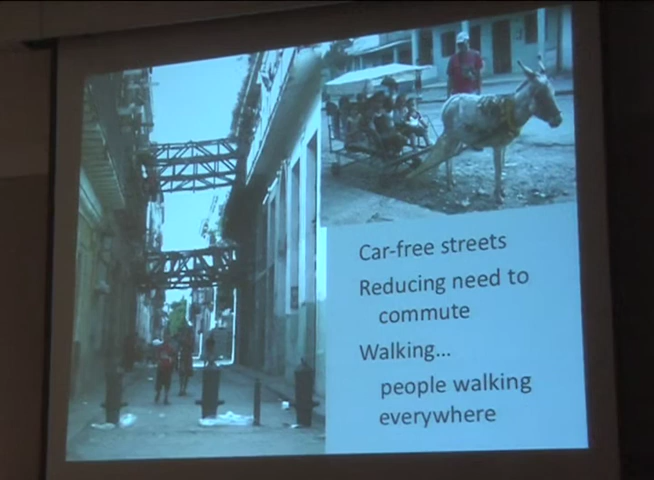 Car-free streets
Reducing need to
commute
Walking...
people walking
everywhere